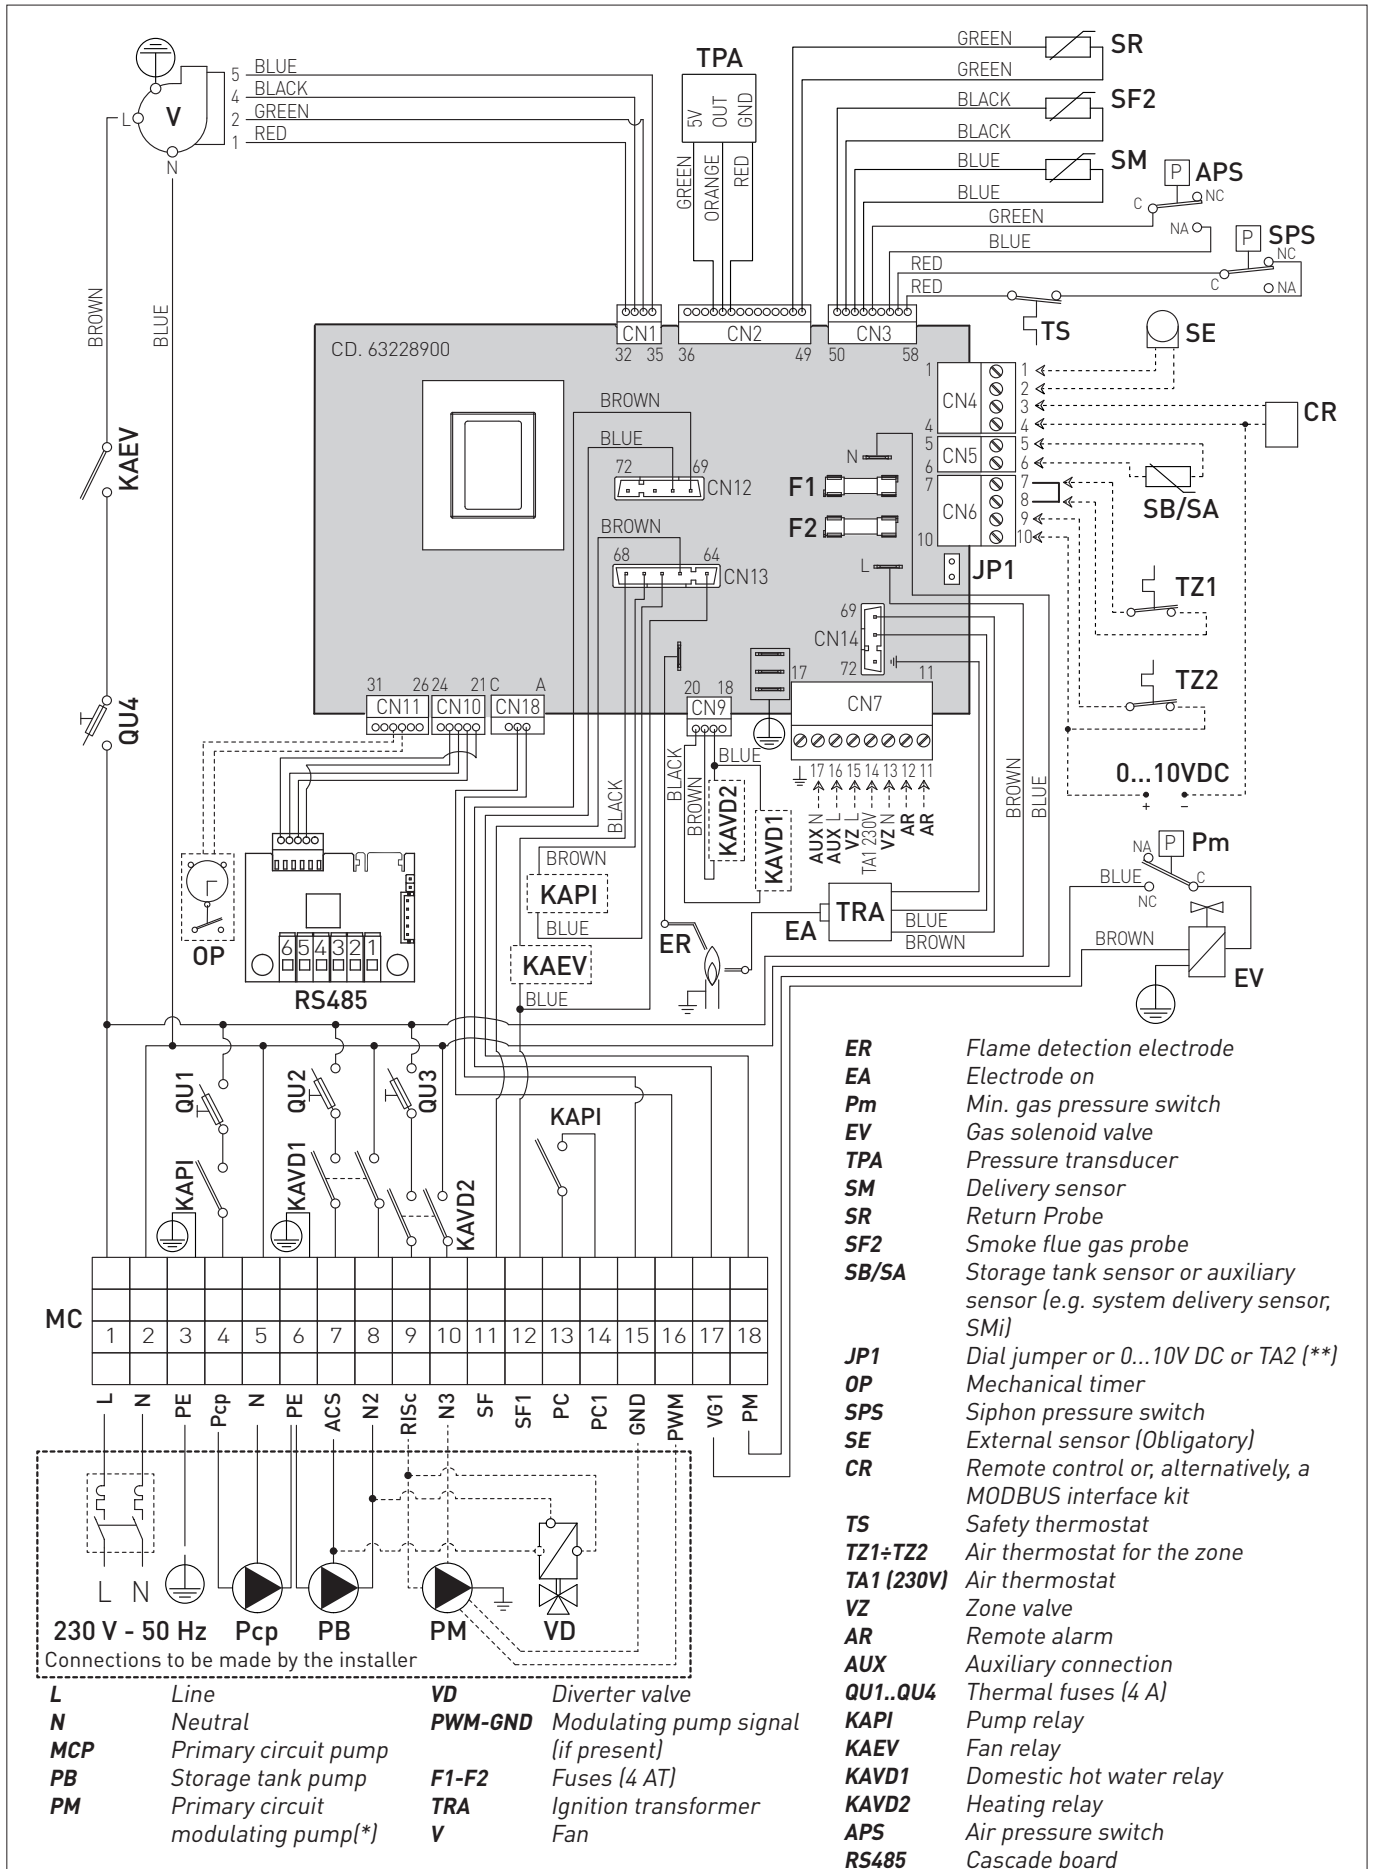 5 BLUE
4 BLACK
2 GREEN
1 RED
V
L
N
BROWN
BLUE
TPA
5V
OUT
GND
GREEN
ORANGE
RED
GREEN
SR
GREEN
BLACK
SF2
BLACK
BLUE
SM
BLUE
P
APS
C
NC
NA
GREEN
BLUE
P
SPS
NC
C
NA
RED
RED
TS
SE
CR
CD. 63228900
CN1
32 35
CN2
36 49
CN3
50 58
1
CN4
4
1
2
3
4
5
CN5
6
5
6
7
CN6
10
7
8
9
10
SB/SA
BROWN
BLUE
72 69
CN12
N
F1
F2
BROWN
68 64
CN13
L
JP1
TZ1
TZ2
69
CN14
72
KAEV
QU4
31 26
CN11
24 21
CN10
C A
CN18
20 18
CN9
17 11
CN7
17 16 15 14 13 12 11
AUX N
AUX L
VZ L
TA1 230V
VZ N
AR
AR
BROWN
BLUE
0...10VDC
+ –
BLACK
BROWN
BLUE
KAVD2
KAVD1
BLACK
BROWN
KAPI
BLUE
KAEV
BLUE
OP
6 5 4 3 2 1
RS485
ER
EA
TRA
BLUE
BROWN
NA
P
Pm
BLUE
C
NC
BROWN
EV
QU1
KAPI
QU2
KAVD1
QU3
KAVD2
KAPI
MC
1 2 3 4 5 6 7 8 9 10 11 12 13 14 15 16 17 18
L
N
PE
Pcp
N
PE
ACS
N2
RISc
N3
SF
SF1
PC
PC1
GND
PWM
VG1
PM
L N
230 V - 50 Hz
Pcp
PB
PM
VD
Connections to be made by the installer
L Line
N Neutral
MCP Primary circuit pump
PB Storage tank pump
PM Primary circuit
modulating pump(*)
VD Diverter valve
PWM-GND Modulating pump signal
(if present)
F1-F2 Fuses (4 AT)
TRA Ignition transformer
V Fan
ER Flame detection electrode
EA Electrode on
Pm Min. gas pressure switch
EV Gas solenoid valve
TPA Pressure transducer
SM Delivery sensor
SR Return Probe
SF2 Smoke flue gas probe
SB/SA Storage tank sensor or auxiliary
sensor (e.g. system delivery sensor,
SMi)
JP1 Dial jumper or 0...10V DC or TA2 (**)
OP Mechanical timer
SPS Siphon pressure switch
SE External sensor (Obligatory)
CR Remote control or, alternatively, a
MODBUS interface kit
TS Safety thermostat
TZ1÷TZ2 Air thermostat for the zone
TA1 (230V) Air thermostat
VZ Zone valve
AR Remote alarm
AUX Auxiliary connection
QU1..QU4 Thermal fuses (4 A)
KAPI Pump relay
KAEV Fan relay
KAVD1 Domestic hot water relay
KAVD2 Heating relay
APS Air pressure switch
RS485 Cascade board